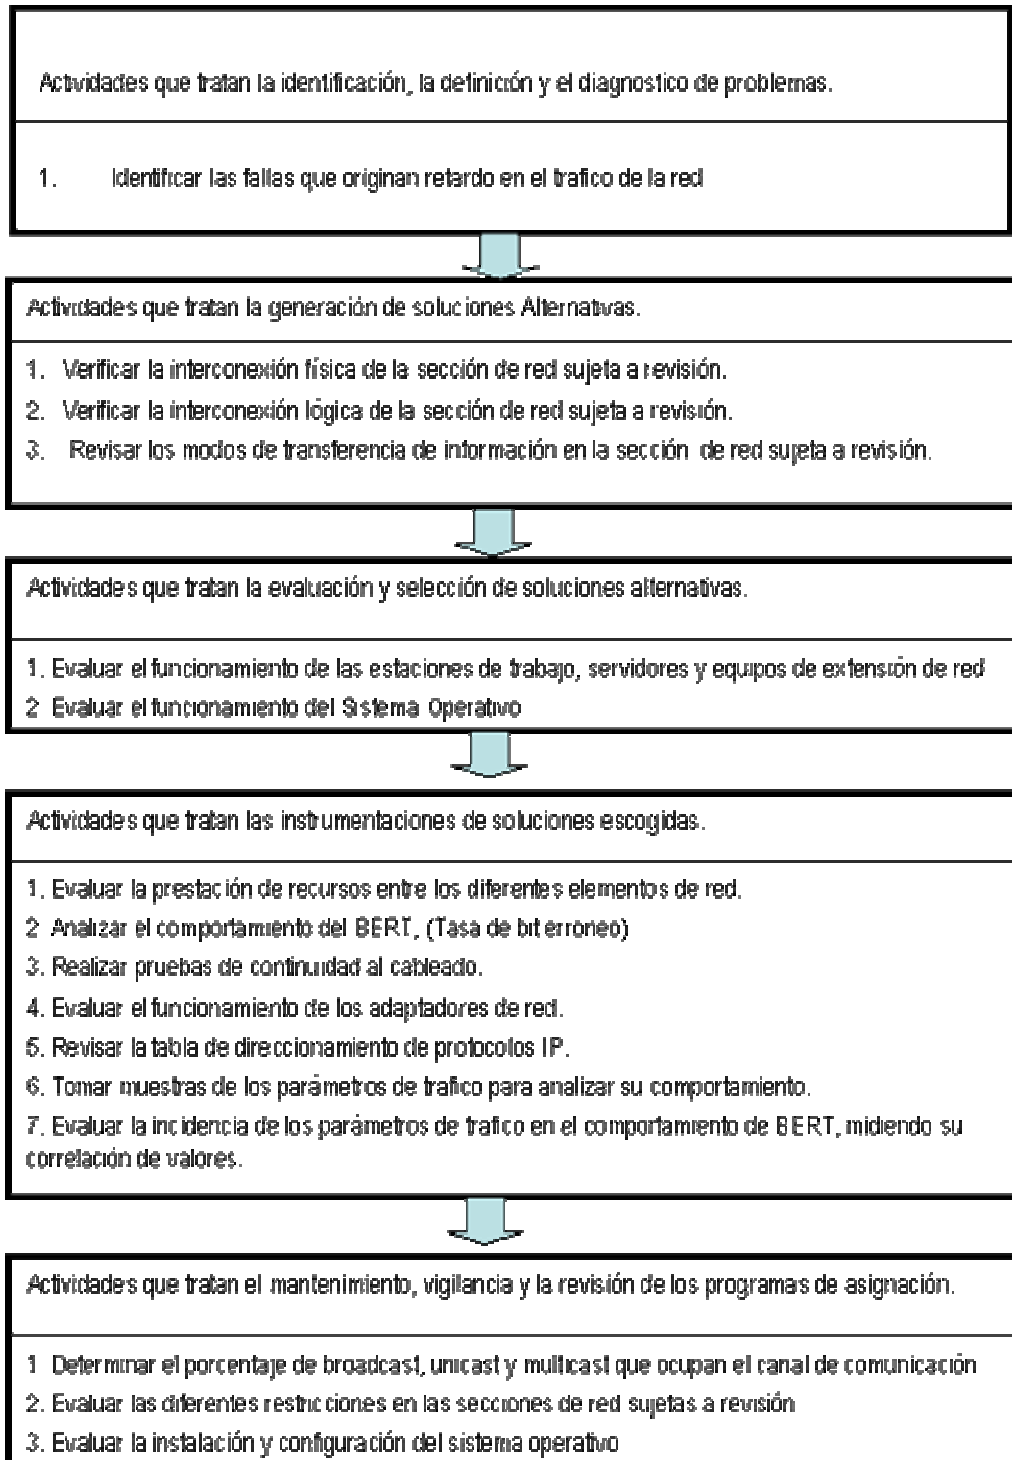 Actividades que tratan la identificación, la definición y el diagnostico de problemas.
1. Identificar las fallas que originan retardo en el trafico de la red
Actividades que tratan la generación de soluciones Alternativas.
1. Verificar la interconexión física de la sección de red sujeta a revisión.
2. Verificar la interconexión lógica de la sección de red sujeta a revisión.
3. Revisar los modos de transferencia de información en la sección de red sujeta a revisión.
Actividades que tratan la evaluación y selección de soluciones alternativas.
1. Evaluar el funcionamiento de las estaciones de trabajo, servidores y equipos de extensión de red
2 Evaluar el funcionamiento del Sistema Operativo
Actividades que tratan las instrumentaciones de soluciones escogidas.
1. Evaluar la prestación de recursos entre los diferentes elementos de red.
2 Analizar el comportamiento del BERT, (Tasa de bit erroneo)
3. Realizar pruebas de continuidad al cableado.
4. Evaluar el funcionamiento de los adaptadores de red.
5. Revisar la tabla de direccionamiento de protocolos IP.
6. Tomar muestras de los parámetros de trafico para analizar su comportamiento.
7. Evaluar la incidencia de los parámetros de trafico en el comportamiento de BERT, midiendo su
correlación de valores.
Actividades que tratan el mantenimiento, vigilancia y la revisión de los programas de asignación.
1 Determinar el porcentaje de broadcast, unicast y multicast que ocupan el canal de comunicación
2. Evaluar las diferentes restricciones en las secciones de red sujetas a revisión
3. Evaluar la instalación y configuración del sistema operativo